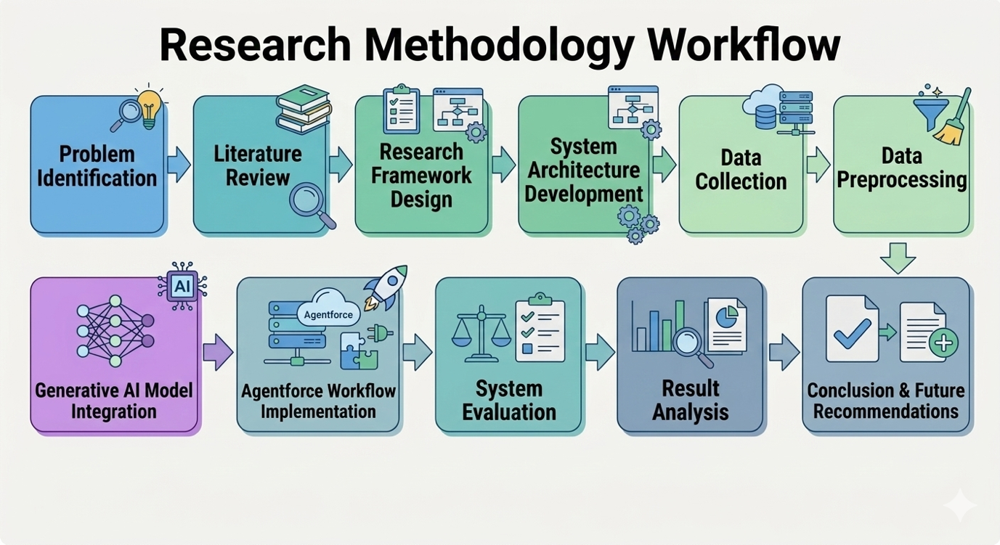 Research Methodology Workflow
Problem
Identification
Literature
Review
Research
Framework
Design
System
Architecture
Development
Data
Collection
Data
Preprocessing
AI
Generative AI Model
Integration
Agentforce
Agentforce Workflow
Implementation
System
Evaluation
Result
Analysis
Conclusion & Future
Recommendations